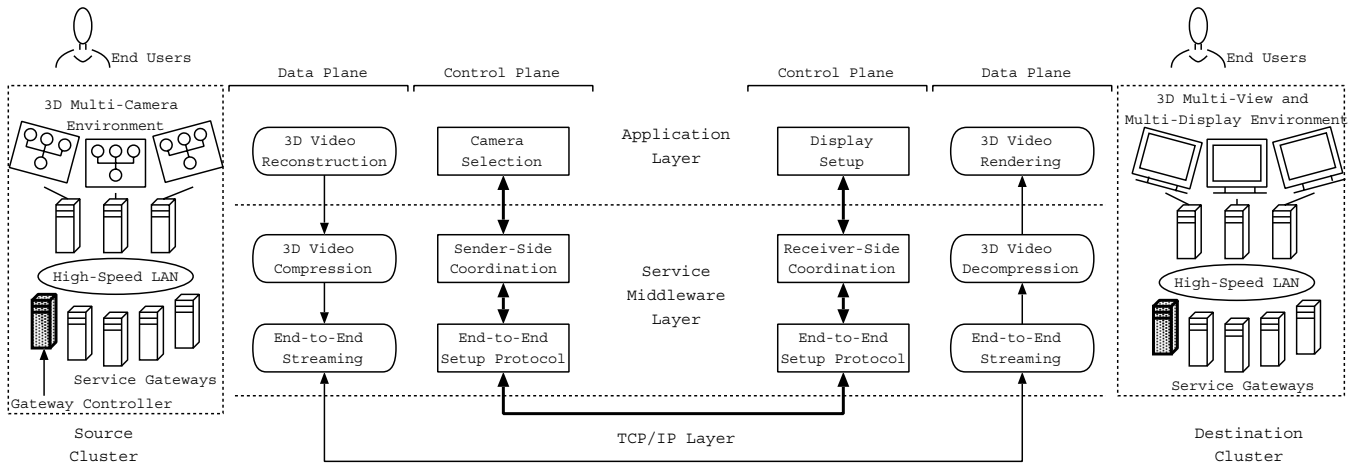 End Users
End Users
Data Plane
Control Plane
Control Plane
Data Plane
3D Multi-Camera
Environment
3D Video
Reconstruction
Camera
Selection
Application
Layer
Display
Setup
3D Video
Rendering
3D Multi-View and
Multi-Display Environment
High-Speed LAN
3D Video
Compression
Sender-Side
Coordination
Service
Middleware
Layer
Receiver-Side
Coordination
3D Video
Decompression
High-Speed LAN
End-to-End
Streaming
End-to-End
Setup Protocol
End-to-End
Setup Protocol
End-to-End
Streaming
Service Gateways
Gateway Controller
Service Gateways
Source
Cluster
TCP/IP Layer
Destination
Cluster